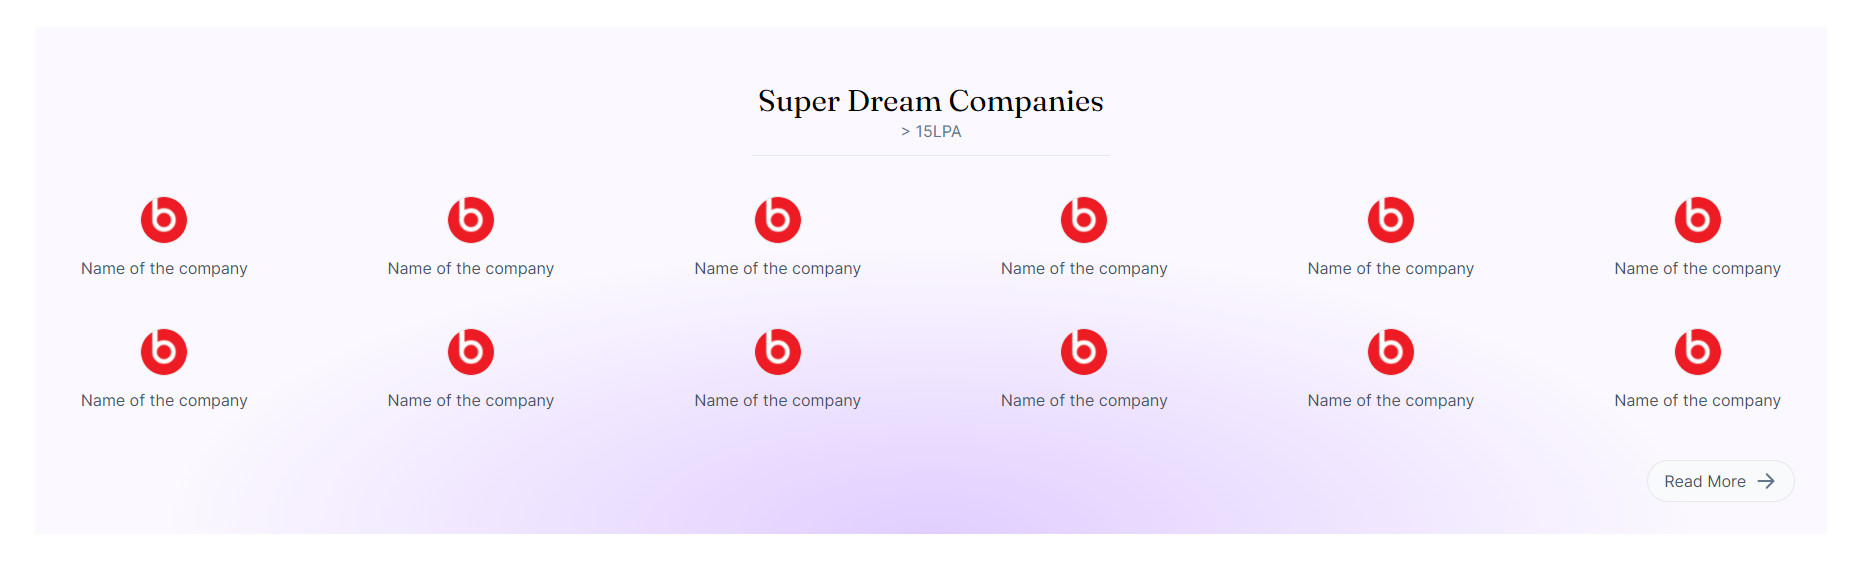 Super Dream Companies
> 15LPA
Name of the company Name of the company Name of the company Name of the company Name of the company Name of the company
Name of the company Name of the company Name of the company Name of the company Name of the company Name of the company
Read More